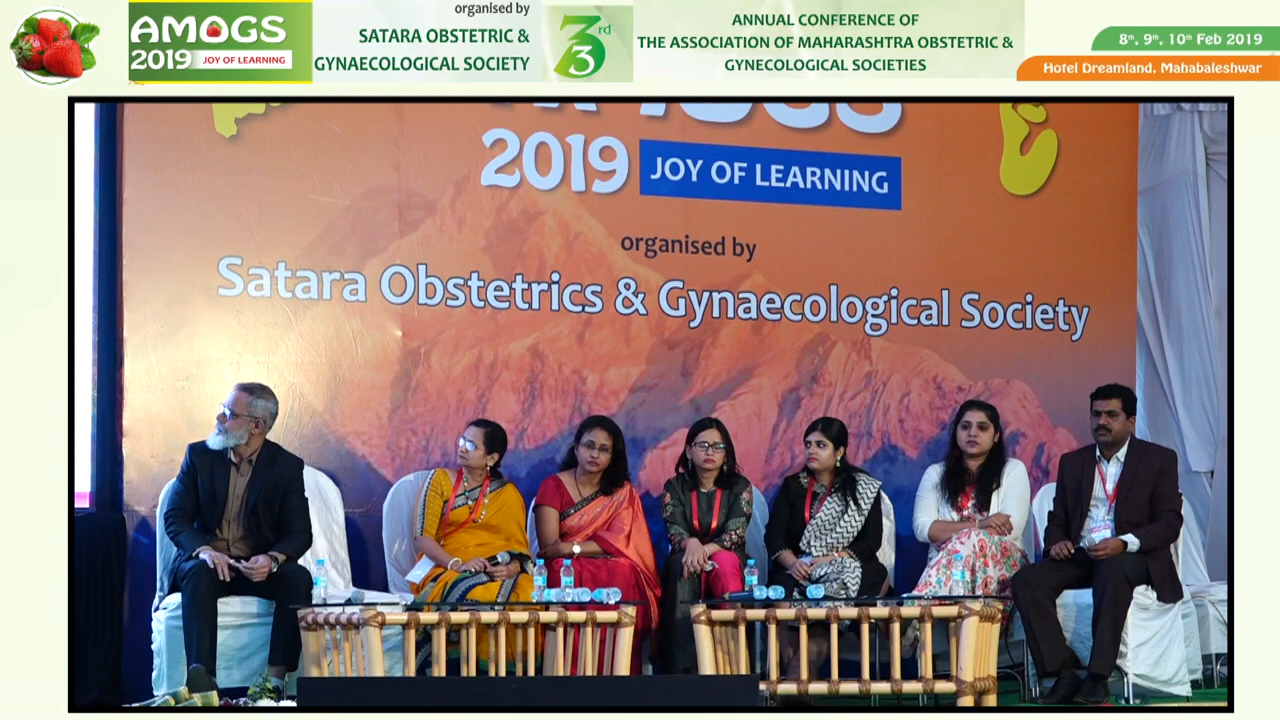 AMOGS
2019 JOY OF LEARNING
organised by
SATARA OBSTETRIC &
GYNAECOLOGICAL SOCIETY
33rd
ANNUAL CONFERENCE OF
THE ASSOCIATION OF MAHARASHTRA OBSTETRIC &
GYNECOLOGICAL SOCIETIES
8th, 9th, 10th Feb 2019
Hotel Dreamland, Mahabaleshwar
2019 JOY OF LEARNING
organised by
Satara Obstetrics & Gynaecological Society